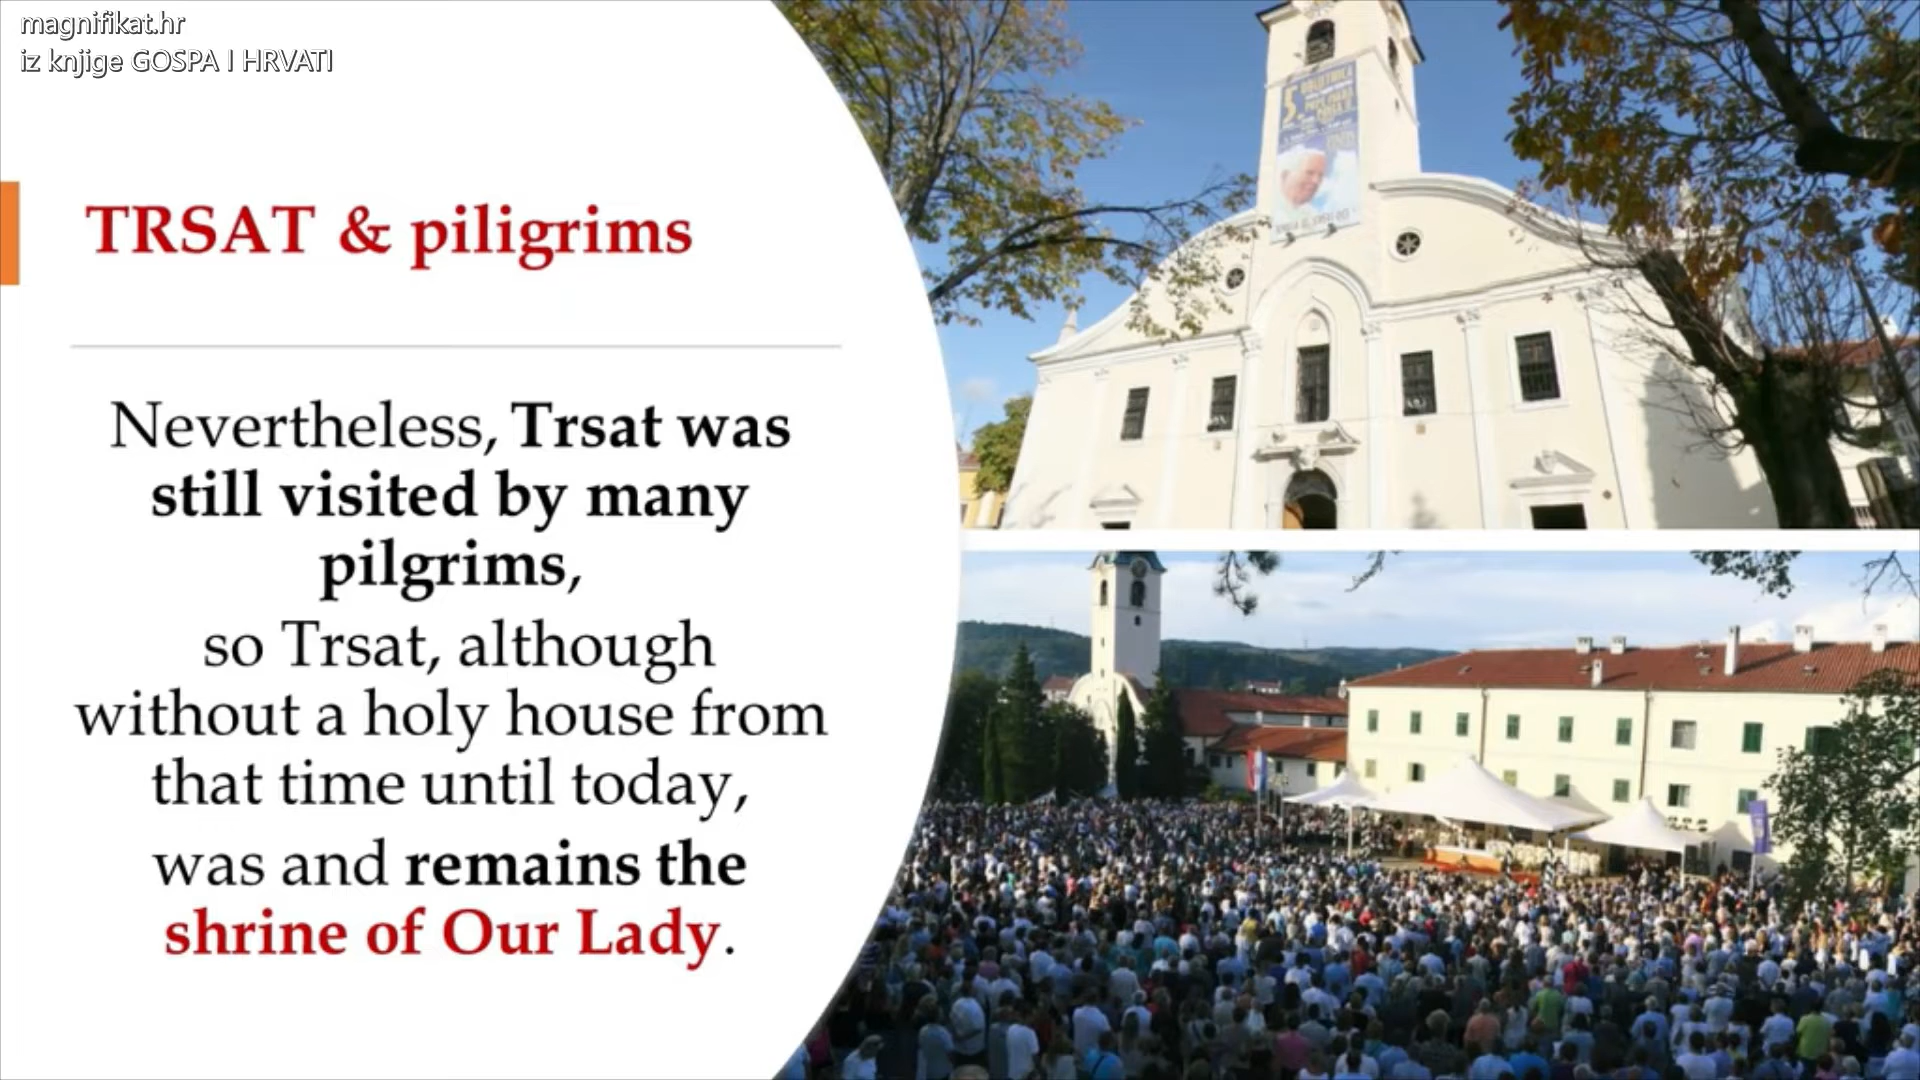 magnifikat.hr
iz knjige GOSPA I HRVATI
TRSAT & piligrims
Nevertheless, Trsat was
still visited by many
pilgrims,
so Trsat, although
without a holy house from
that time until today,
was and remains the
shrine of Our Lady.
5.